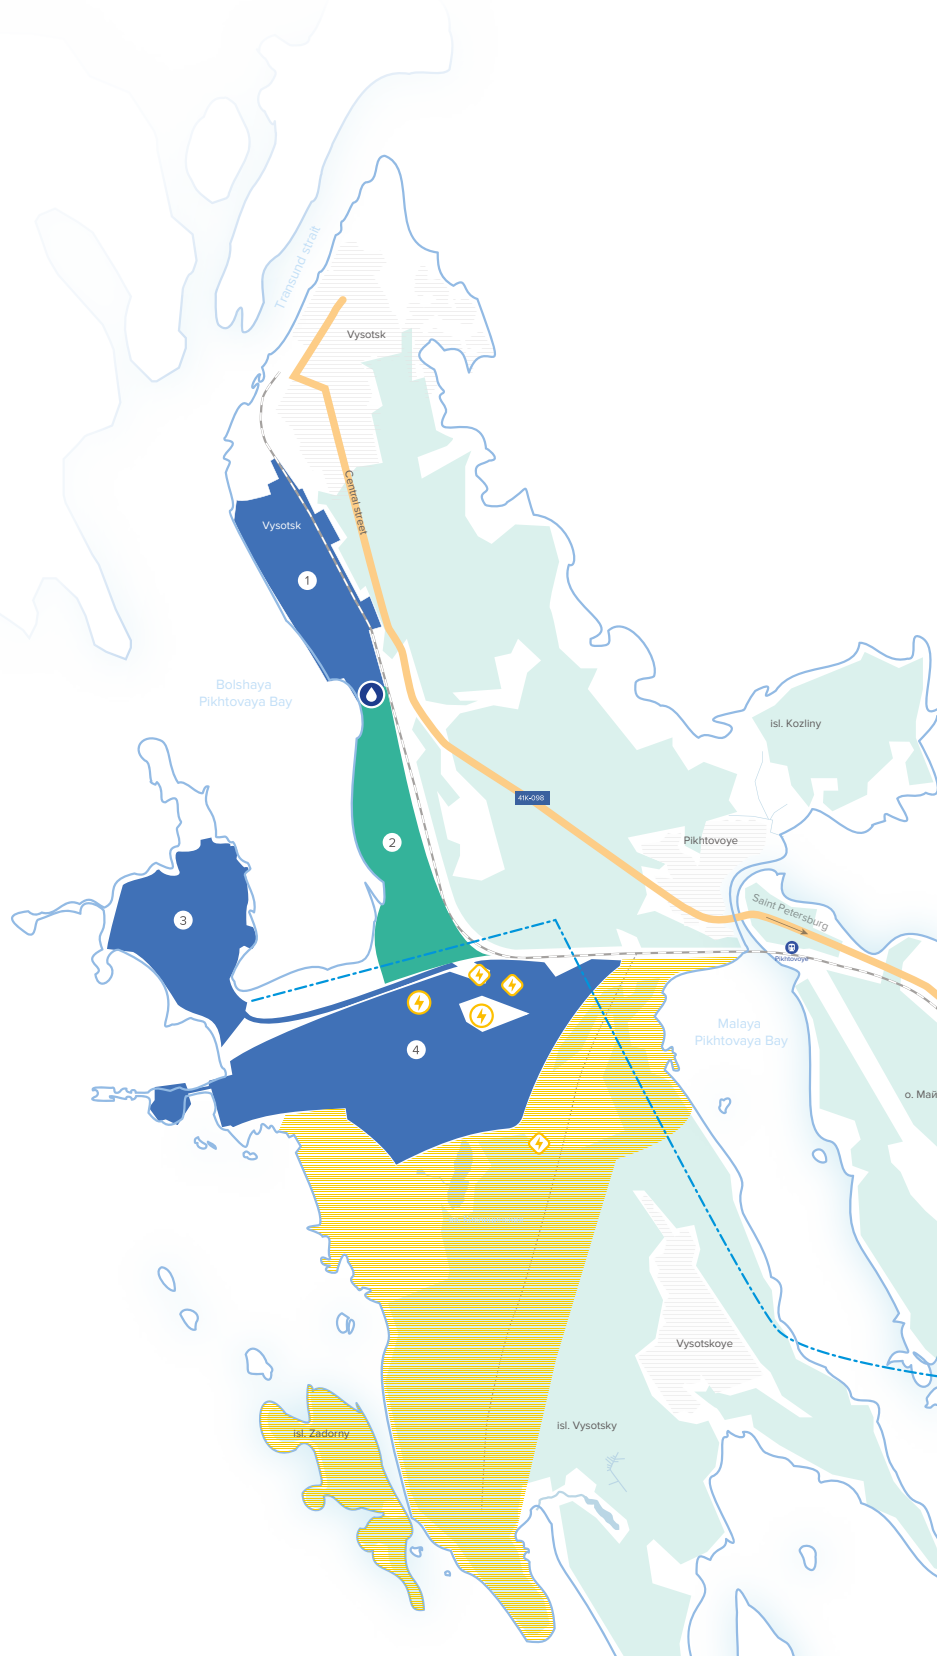 Transund strait
Vysotsk
Central street
Vysotsk
1
Bolshaya
Pikhtovaya Bay
isl. Kozliny
41K-098
Pikhtovoye
2
Saint Petersburg
3
Pikhtovoye
Malaya
Pikhtovaya Bay
4
о. Май
Vysotskoye
isl. Vysotsky
isl. Zadorny